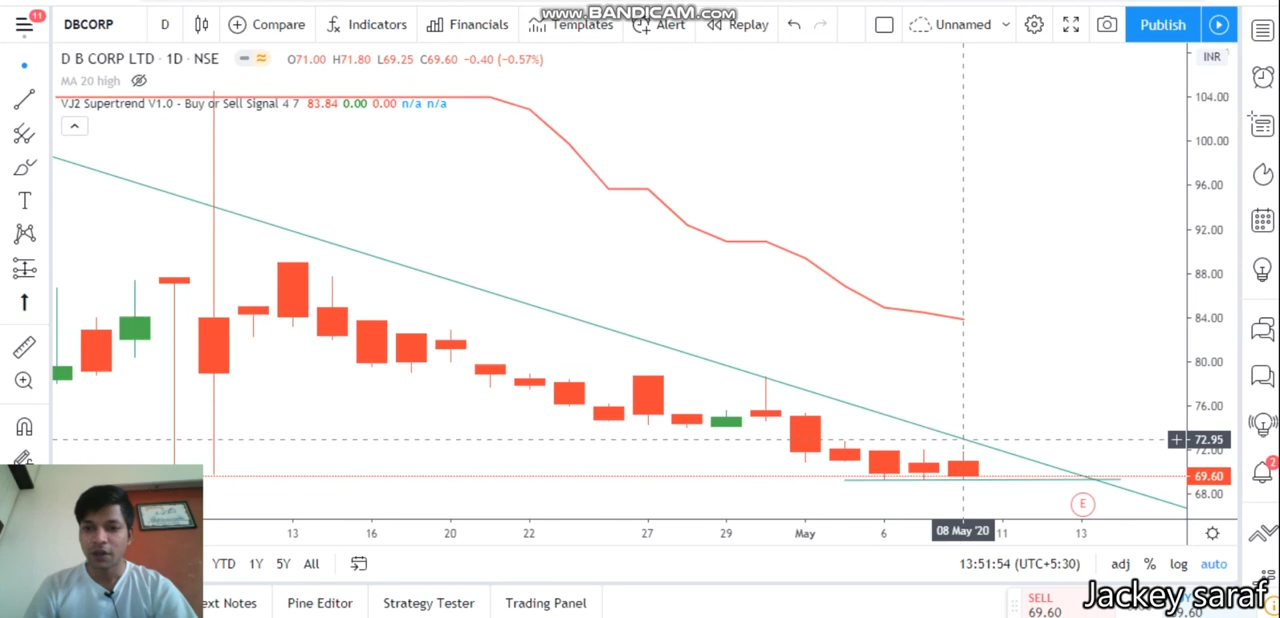 www.BANDICAM.com
11
DBCORP D Compare Indicators Financials Templates Alert Replay Unnamed Publish
D B CORP LTD · 1D · NSE O71.00 H71.80 L69.25 C69.60 −0.40 (−0.57%)
INR
MA 20 high
VJ2 Supertrend V1.0 - Buy or Sell Signal 4 7 83.84 0.00 0.00 n/a n/a
104.00
100.00
96.00
92.00
88.00
84.00
80.00
76.00
72.95
72.00
69.60
68.00
2
E
13 16 20 22 27 29 May 6 08 May '20 11 13
YTD 1Y 5Y All 13:51:54 (UTC+5:30) adj % log auto
ext Notes Pine Editor Strategy Tester Trading Panel
SELL
69.60
Jackey saraf